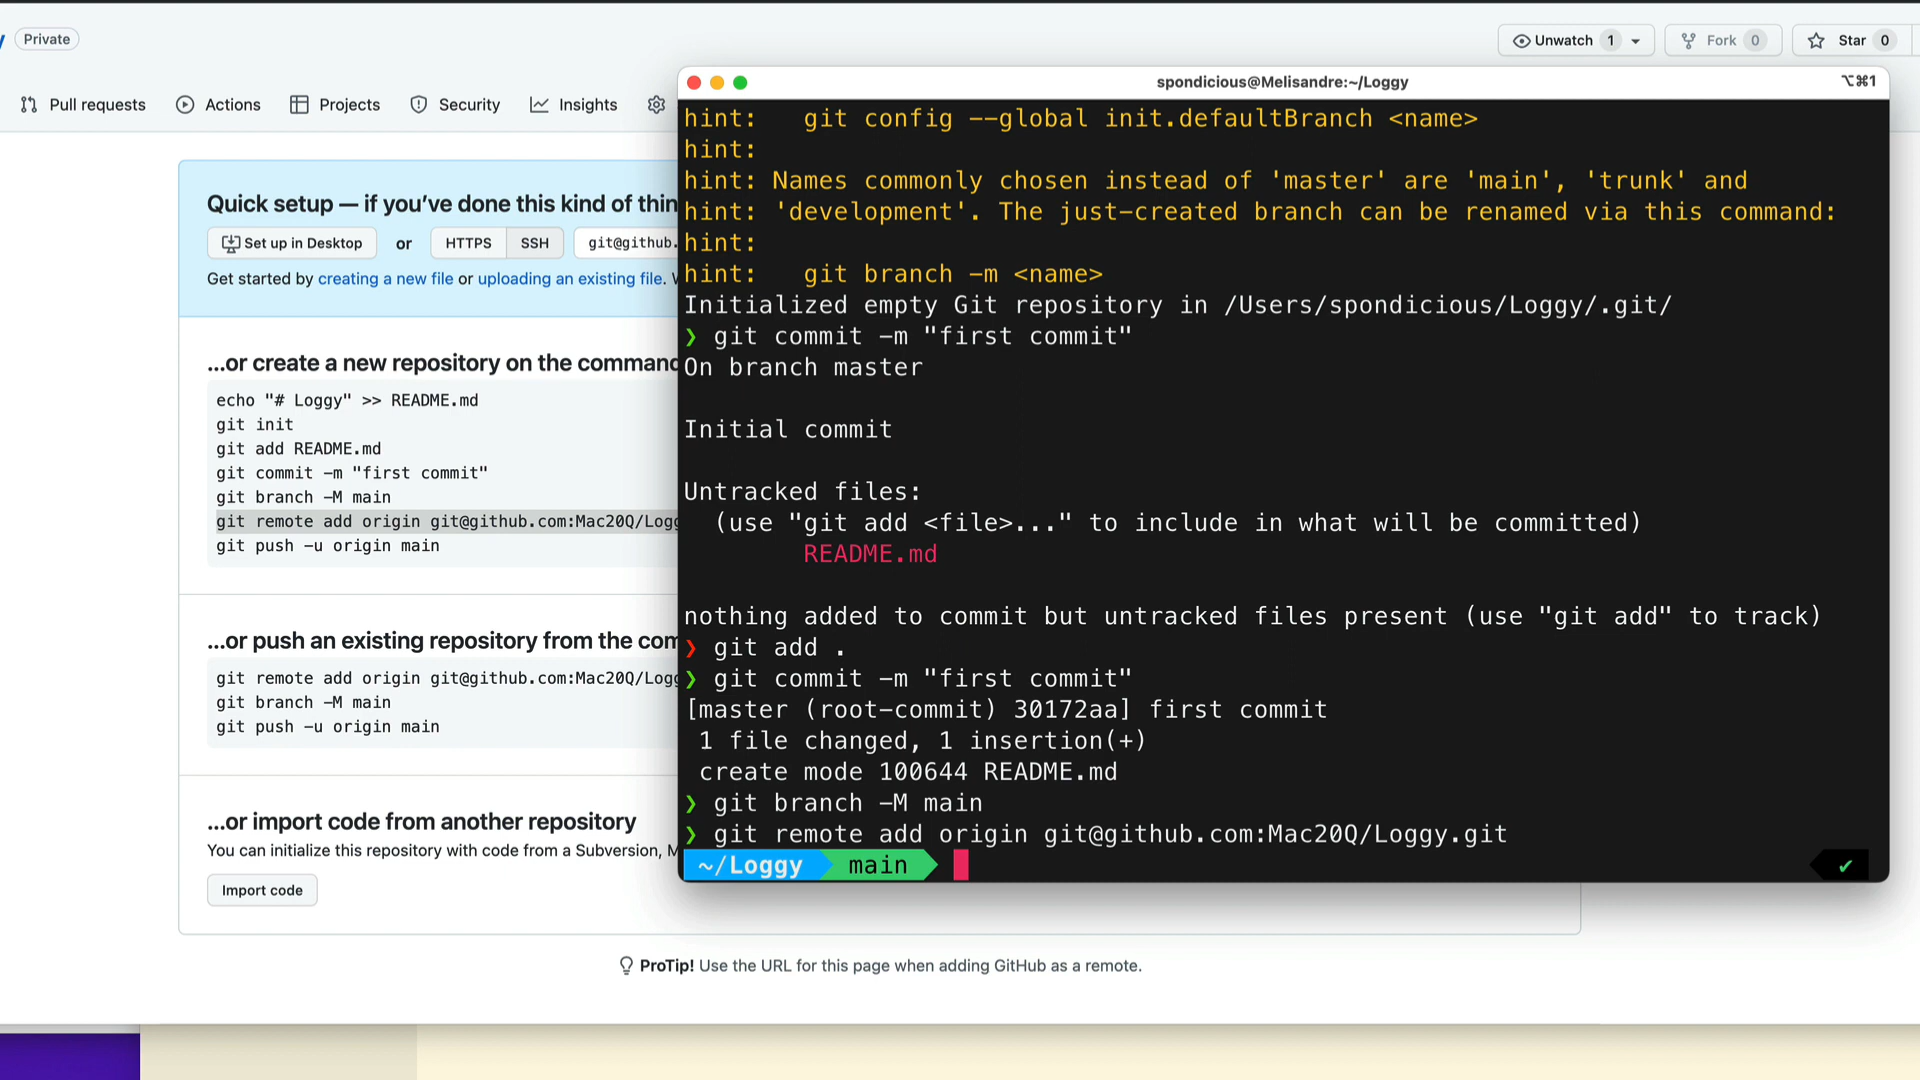 Private
Unwatch 1
Fork 0
Star 0
Pull requests
Actions
Projects
Security
Insights
Quick setup — if you've done this kind of thin
Set up in Desktop
or
HTTPS
SSH
git@github.
Get started by creating a new file or uploading an existing file.
...or create a new repository on the command
echo "# Loggy" >> README.md
git init
git add README.md
git commit -m "first commit"
git branch -M main
git remote add origin git@github.com:Mac20Q/Logg
git push -u origin main
...or push an existing repository from the com
git remote add origin git@github.com:Mac20Q/Logg
git branch -M main
git push -u origin main
...or import code from another repository
You can initialize this repository with code from a Subversion, M
Import code
ProTip! Use the URL for this page when adding GitHub as a remote.
spondicious@Melisandre:~/Loggy
⌥⌘1
hint:   git config --global init.defaultBranch <name>
hint:
hint: Names commonly chosen instead of 'master' are 'main', 'trunk' and
hint: 'development'. The just-created branch can be renamed via this command:
hint:
hint:   git branch -m <name>
Initialized empty Git repository in /Users/spondicious/Loggy/.git/
❯ git commit -m "first commit"
On branch master
Initial commit
Untracked files:
(use "git add <file>..." to include in what will be committed)
README.md
nothing added to commit but untracked files present (use "git add" to track)
❯ git add .
❯ git commit -m "first commit"
[master (root-commit) 30172aa] first commit
1 file changed, 1 insertion(+)
create mode 100644 README.md
❯ git branch -M main
❯ git remote add origin git@github.com:Mac20Q/Loggy.git
~/Loggy main ✔